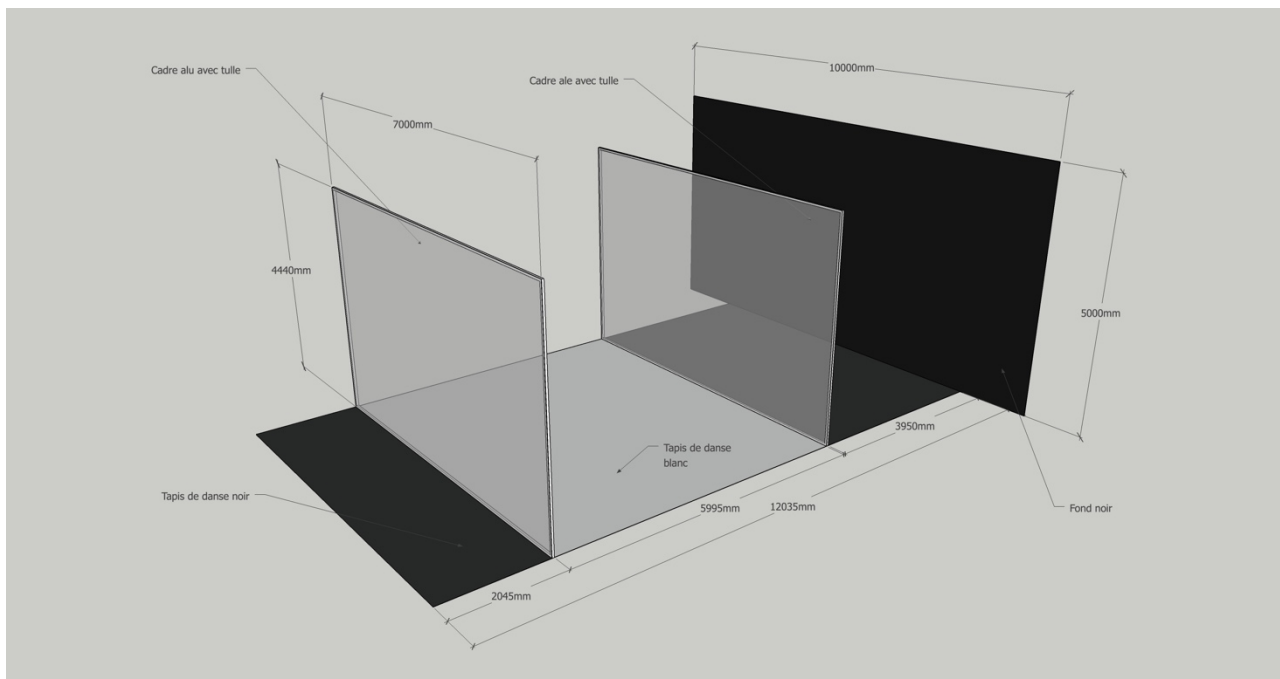 10000mm
Cadre alu avec tulle
Cadre ale avec tulle
7000mm
4440mm
5000mm
3950mm
Tapis de danse
blanc
Tapis de danse noir
5995mm
12035mm
Fond noir
2045mm